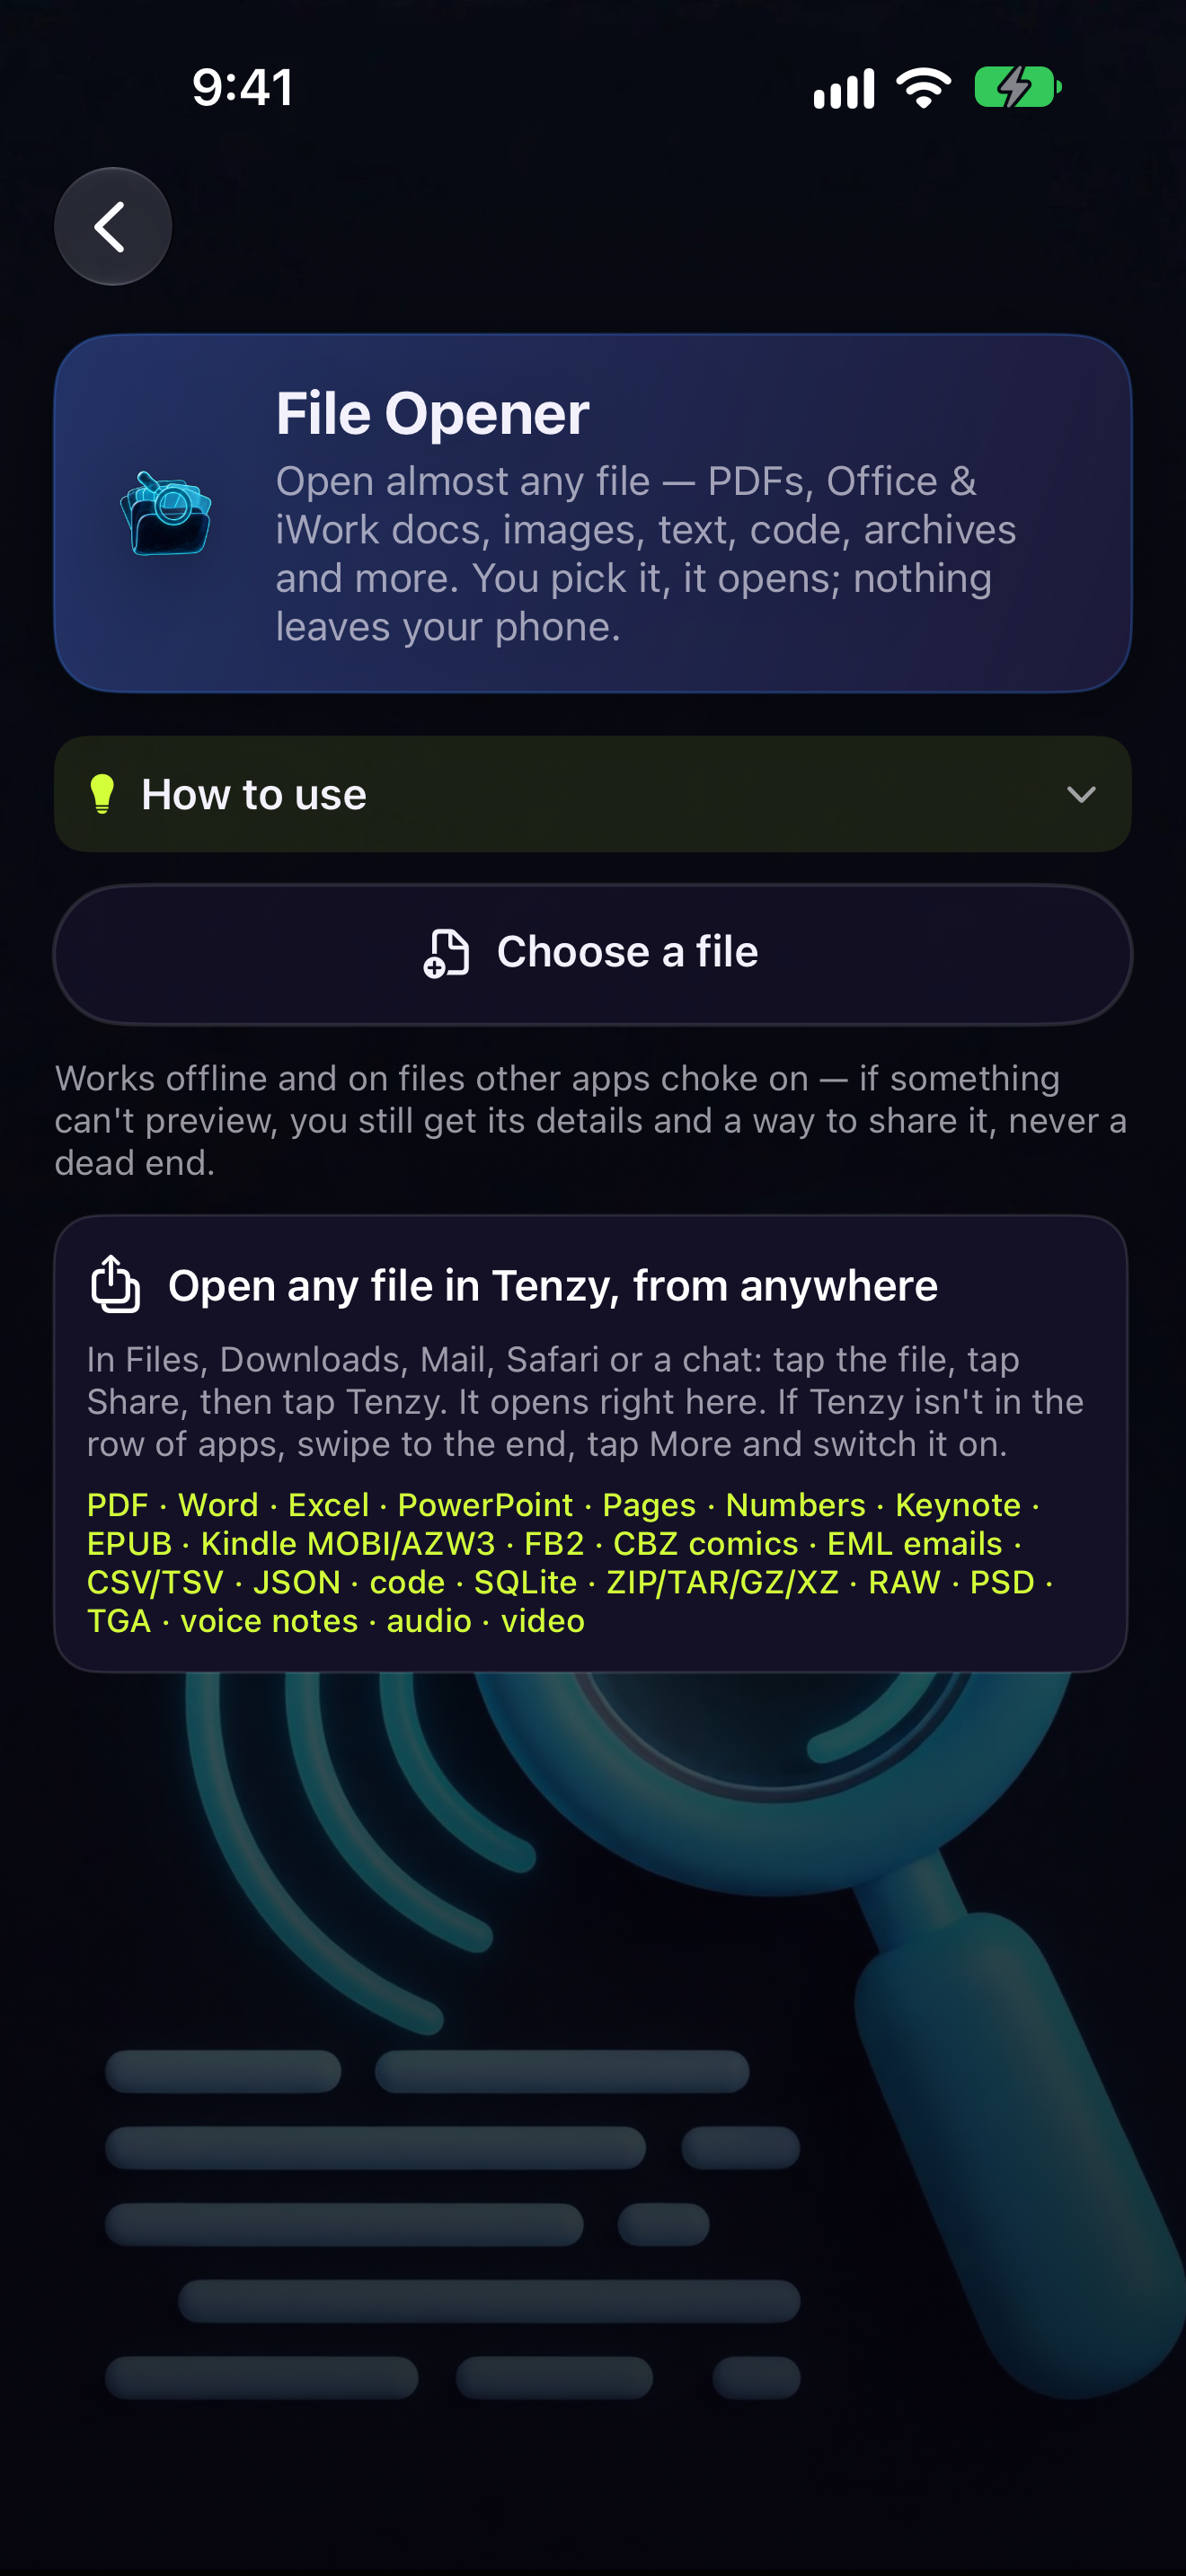 9:41
File Opener
Open almost any file — PDFs, Office &
iWork docs, images, text, code, archives
and more. You pick it, it opens; nothing
leaves your phone.
How to use
Choose a file
Works offline and on files other apps choke on — if something
can't preview, you still get its details and a way to share it, never a
dead end.
Open any file in Tenzy, from anywhere
In Files, Downloads, Mail, Safari or a chat: tap the file, tap
Share, then tap Tenzy. It opens right here. If Tenzy isn't in the
row of apps, swipe to the end, tap More and switch it on.
PDF · Word · Excel · PowerPoint · Pages · Numbers · Keynote ·
EPUB · Kindle MOBI/AZW3 · FB2 · CBZ comics · EML emails ·
CSV/TSV · JSON · code · SQLite · ZIP/TAR/GZ/XZ · RAW · PSD ·
TGA · voice notes · audio · video